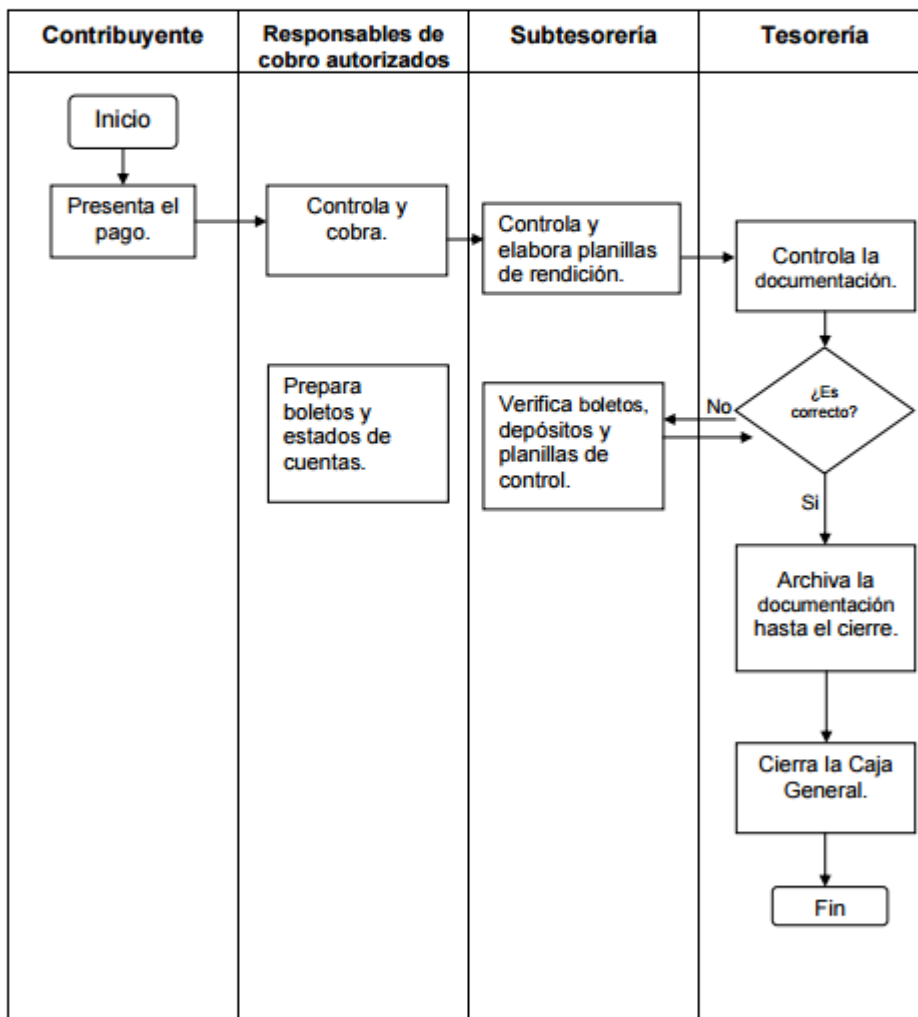 Contribuyente
Responsables de
cobro autorizados
Subtesorería
Tesorería
Inicio
Presenta el
pago.
Controla y
cobra.
Controla y
elabora planillas
de rendición.
Controla la
documentación.
¿Es
correcto?
No
Prepara
boletos y
estados de
cuentas.
Verifica boletos,
depósitos y
planillas de
control.
Si
Archiva la
documentación
hasta el cierre.
Cierra la Caja
General.
Fin